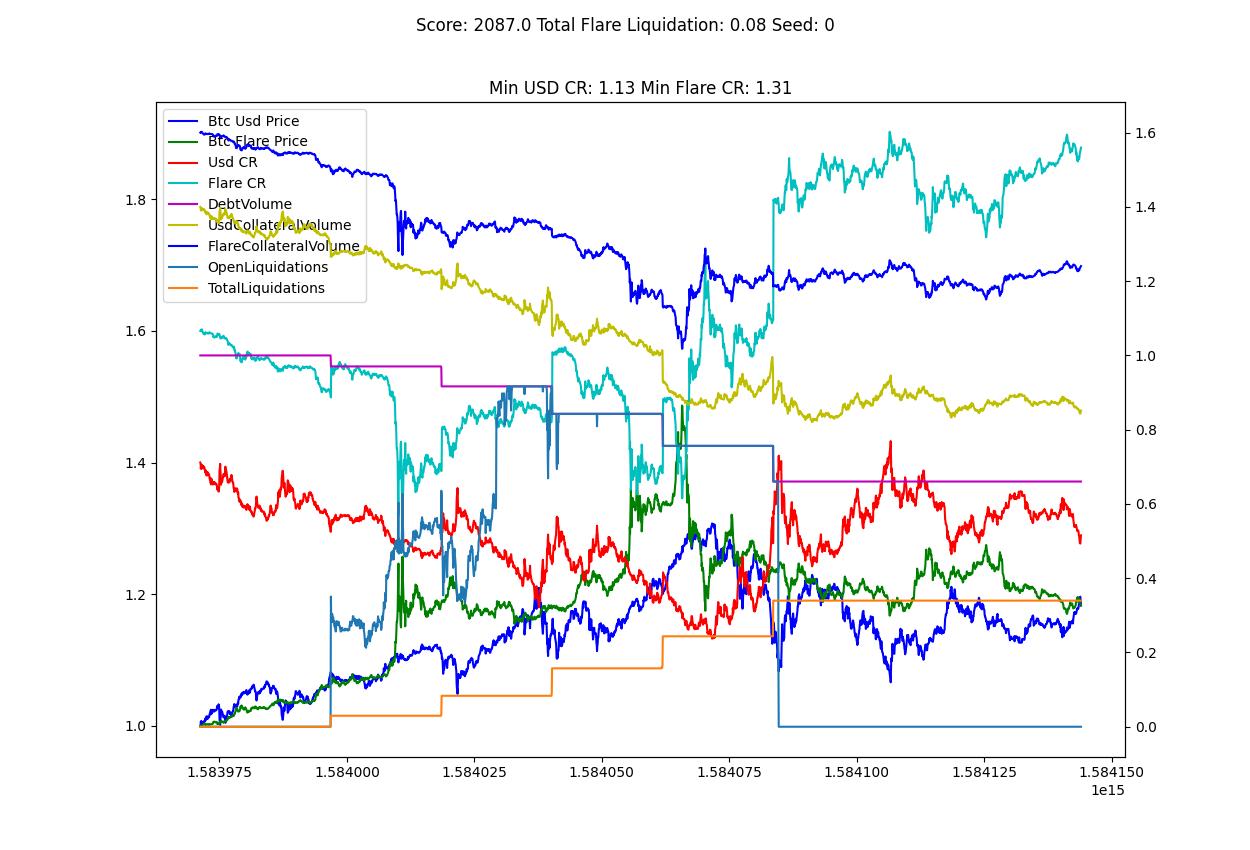 Score: 2087.0 Total Flare Liquidation: 0.08 Seed: 0
Min USD CR: 1.13 Min Flare CR: 1.31
Btc Usd Price
Btc Flare Price
Usd CR
Flare CR
DebtVolume
UsdCollateralVolume
FlareCollateralVolume
OpenLiquidations
TotalLiquidations
1.8
1.6
1.4
1.2
1.0
1.6
1.4
1.2
1.0
0.8
0.6
0.4
0.2
0.0
1.583975 1.584000 1.584025 1.584050 1.584075 1.584100 1.584125 1.584150
1e15